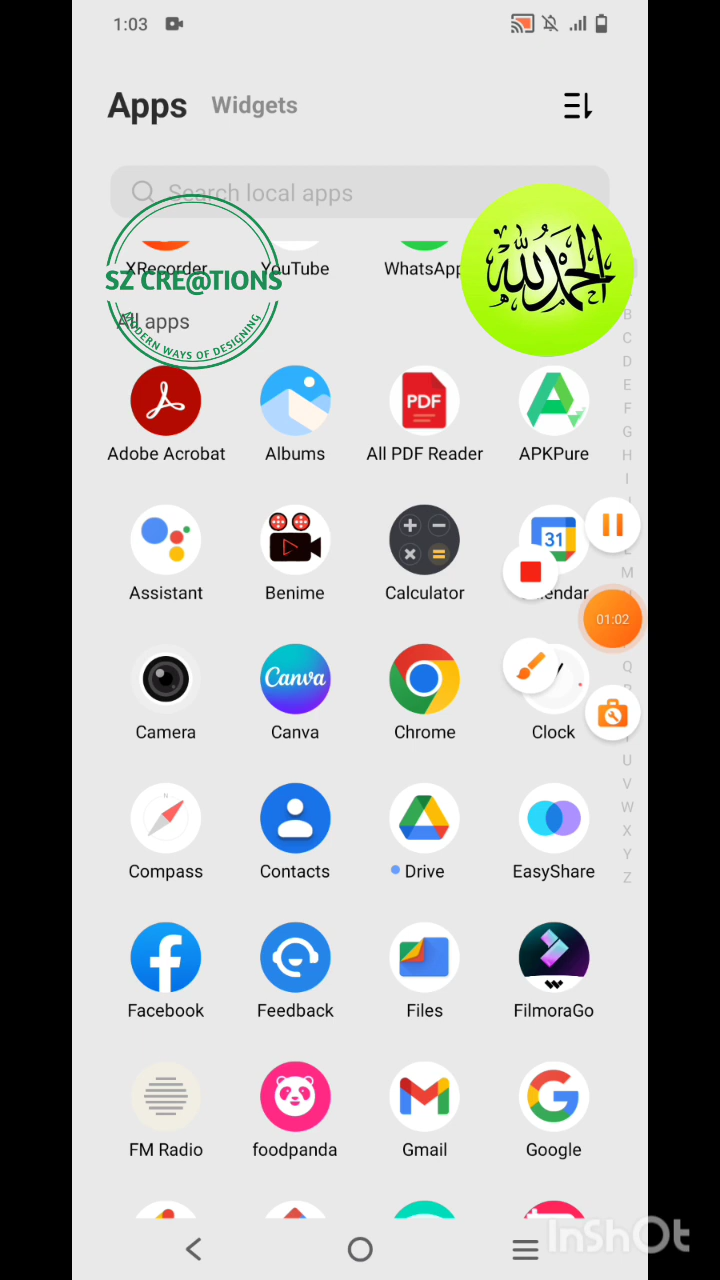 1:03
Apps Widgets
Search local apps
XRecorder YouTube WhatsApp
SZ CRE@TIONS
MODERN WAYS OF DESIGNING
الحمد لله
All apps
PDF
Adobe Acrobat Albums All PDF Reader APKPure
31
Assistant Benime Calculator Calendar
01:02
Canva
Camera Canva Chrome Clock
N
Compass Contacts Drive EasyShare
Facebook Feedback Files FilmoraGo
FM Radio foodpanda Gmail Google
B
C
D
E
F
G
H
I
M
Q
U
V
W
X
Y
Z
InShOt